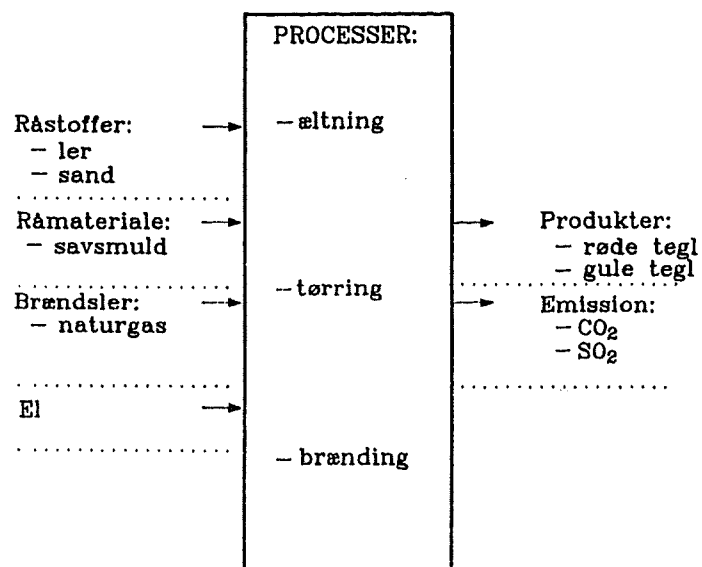 PROCESSER:
Råstoffer:
– ler
– sand
Råmateriale:
– savsmuld
Brændsler:
– naturgas
El
– æltning
– tørring
– brænding
Produkter:
– røde tegl
– gule tegl
Emission:
– CO₂
– SO₂